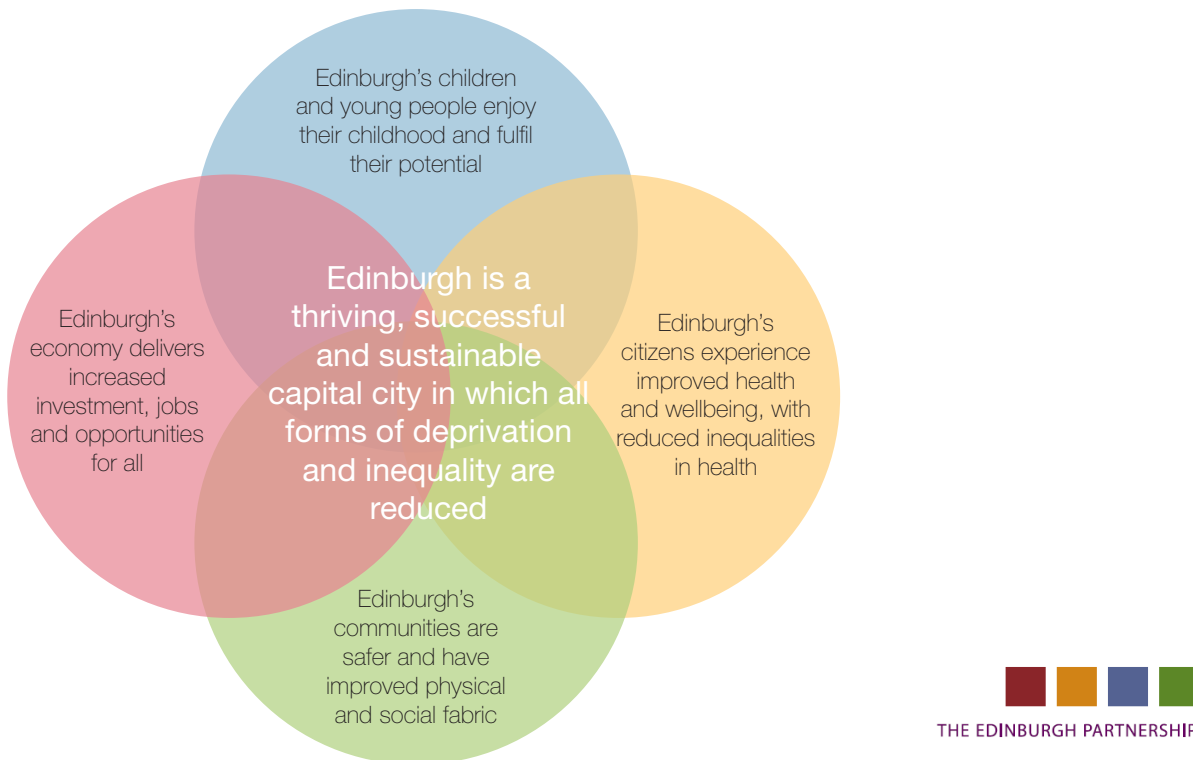 Edinburgh's children
and young people enjoy
their childhood and fulfil
their potential
Edinburgh's
economy delivers
increased
investment, jobs
and opportunities
for all
Edinburgh is a
thriving, successful
and sustainable
capital city in which all
forms of deprivation
and inequality are
reduced
Edinburgh's
citizens experience
improved health
and wellbeing, with
reduced inequalities
in health
Edinburgh's
communities are
safer and have
improved physical
and social fabric
THE EDINBURGH PARTNERSHIP